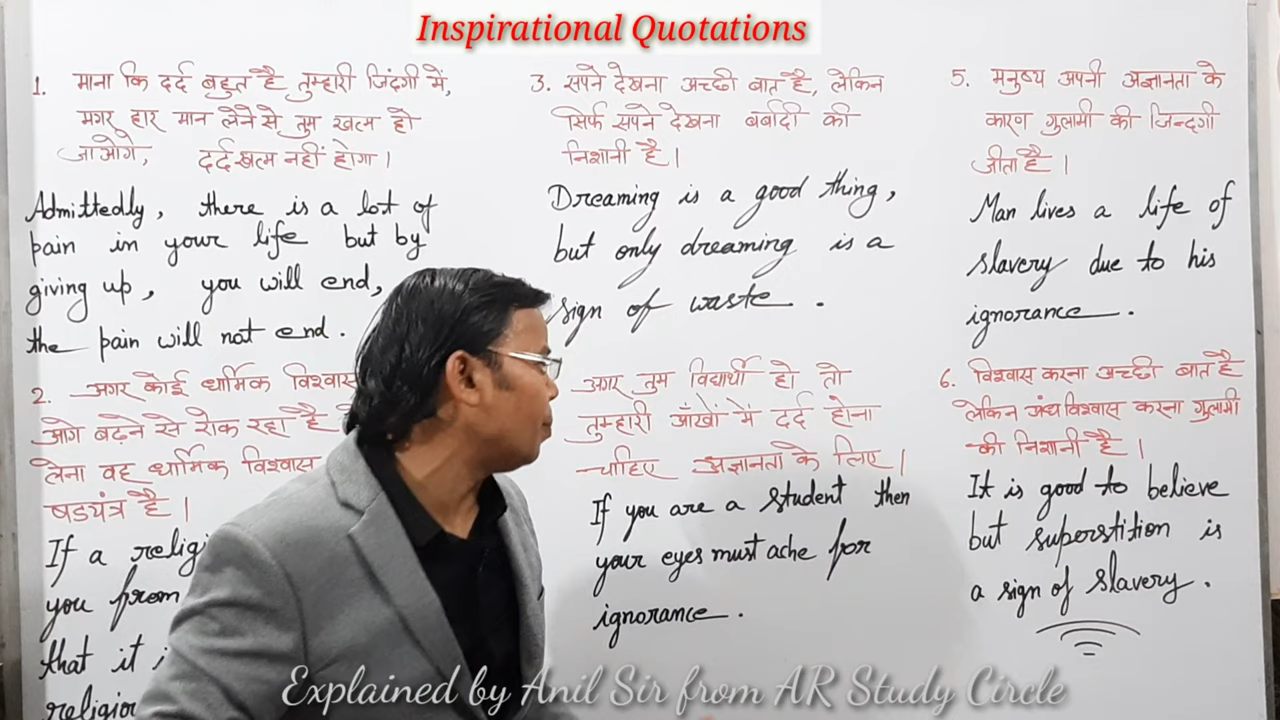 Inspirational Quotations
1. माना कि दर्द बहुत है तुम्हारी जिंदगी में,
मगर हार मान लेने से तुम खत्म हो
जाओगे, दर्द खत्म नहीं होगा।
Admittedly, there is a lot of
pain in your life but by
giving up, you will end,
the pain will not end.
2. अगर कोई धार्मिक विश्वास
आगे बढ़ने से रोक रहा है
लेना वह धार्मिक विश्वास
षडयंत्र है।
If a
you from
that it
3. सपने देखना अच्छी बात है, लेकिन
सिर्फ सपने देखना बर्बादी की
निशानी है।
Dreaming is a good thing,
but only dreaming is a
sign of waste.
अगर तुम विद्यार्थी हो तो
तुम्हारी आँखों में दर्द होना
चाहिए अज्ञानता के लिए।
If you are a student then
your eyes must ache for
ignorance.
5. मनुष्य अपनी अज्ञानता के
कारण गुलामी की जिन्दगी
जीता है।
Man lives a life of
slavery due to his
ignorance.
6. विश्वास करना अच्छी बात है
लेकिन अंधविश्वास करना गुलामी
की निशानी है।
It is good to believe
but superstition is
a sign of slavery.
Explained by Anil Sir from AR Study Circle